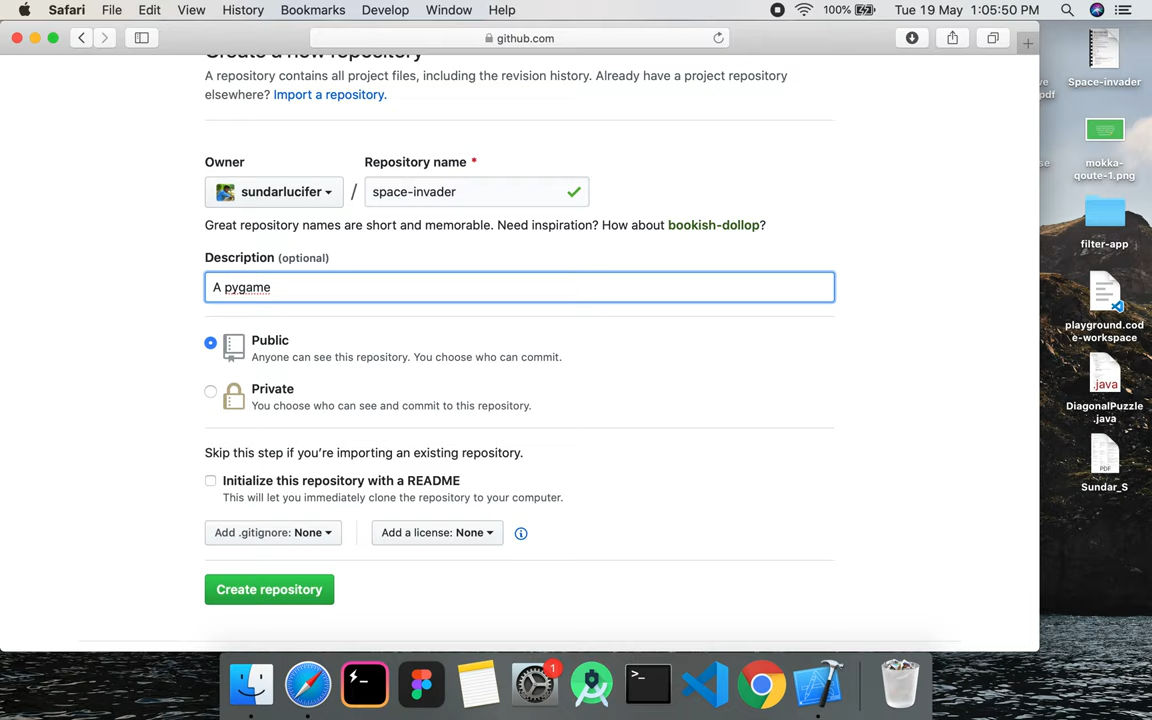 Safari File Edit View History Bookmarks Develop Window Help 100% Tue 19 May 1:05:50 PM
github.com
A repository contains all project files, including the revision history. Already have a project repository
elsewhere? Import a repository.
Owner Repository name *
sundarlucifer / space-invader
Great repository names are short and memorable. Need inspiration? How about bookish-dollop?
Description (optional)
A pygame
Public
Anyone can see this repository. You choose who can commit.
Private
You choose who can see and commit to this repository.
Skip this step if you’re importing an existing repository.
Initialize this repository with a README
This will let you immediately clone the repository to your computer.
Add .gitignore: None Add a license: None
Create repository
Space-invader
pdf
mokka-
qoute-1.png
filter-app
playground.cod
e-workspace
.java
DiagonalPuzzle
.java
PDF
Sundar_S
1